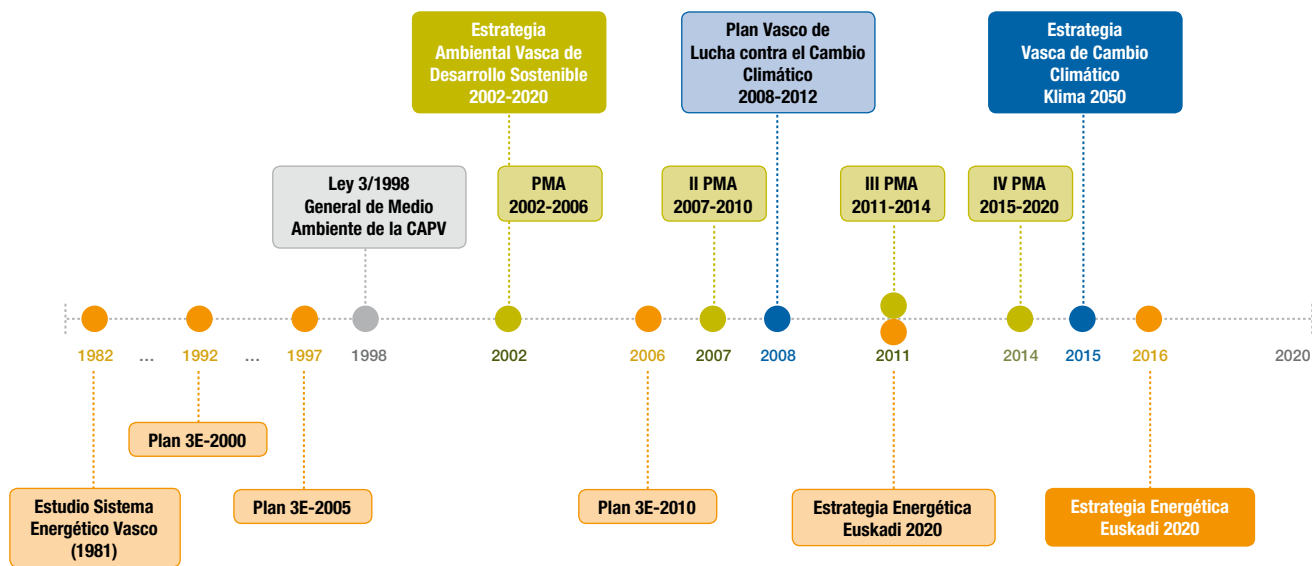 Estrategia
Ambiental Vasca de
Desarrollo Sostenible
2002-2020
Plan Vasco de
Lucha contra el Cambio
Climático
2008-2012
Estrategia
Vasca de Cambio
Climático
Klima 2050
Ley 3/1998
General de Medio
Ambiente de la CAPV
PMA
2002-2006
II PMA
2007-2010
III PMA
2011-2014
IV PMA
2015-2020
1982 ... 1992 ... 1997 1998 2002 2006 2007 2008 2011 2014 2015 2016 2020
Plan 3E-2000
Estudio Sistema
Energético Vasco
(1981)
Plan 3E-2005
Plan 3E-2010
Estrategia Energética
Euskadi 2020
Estrategia Energética
Euskadi 2020